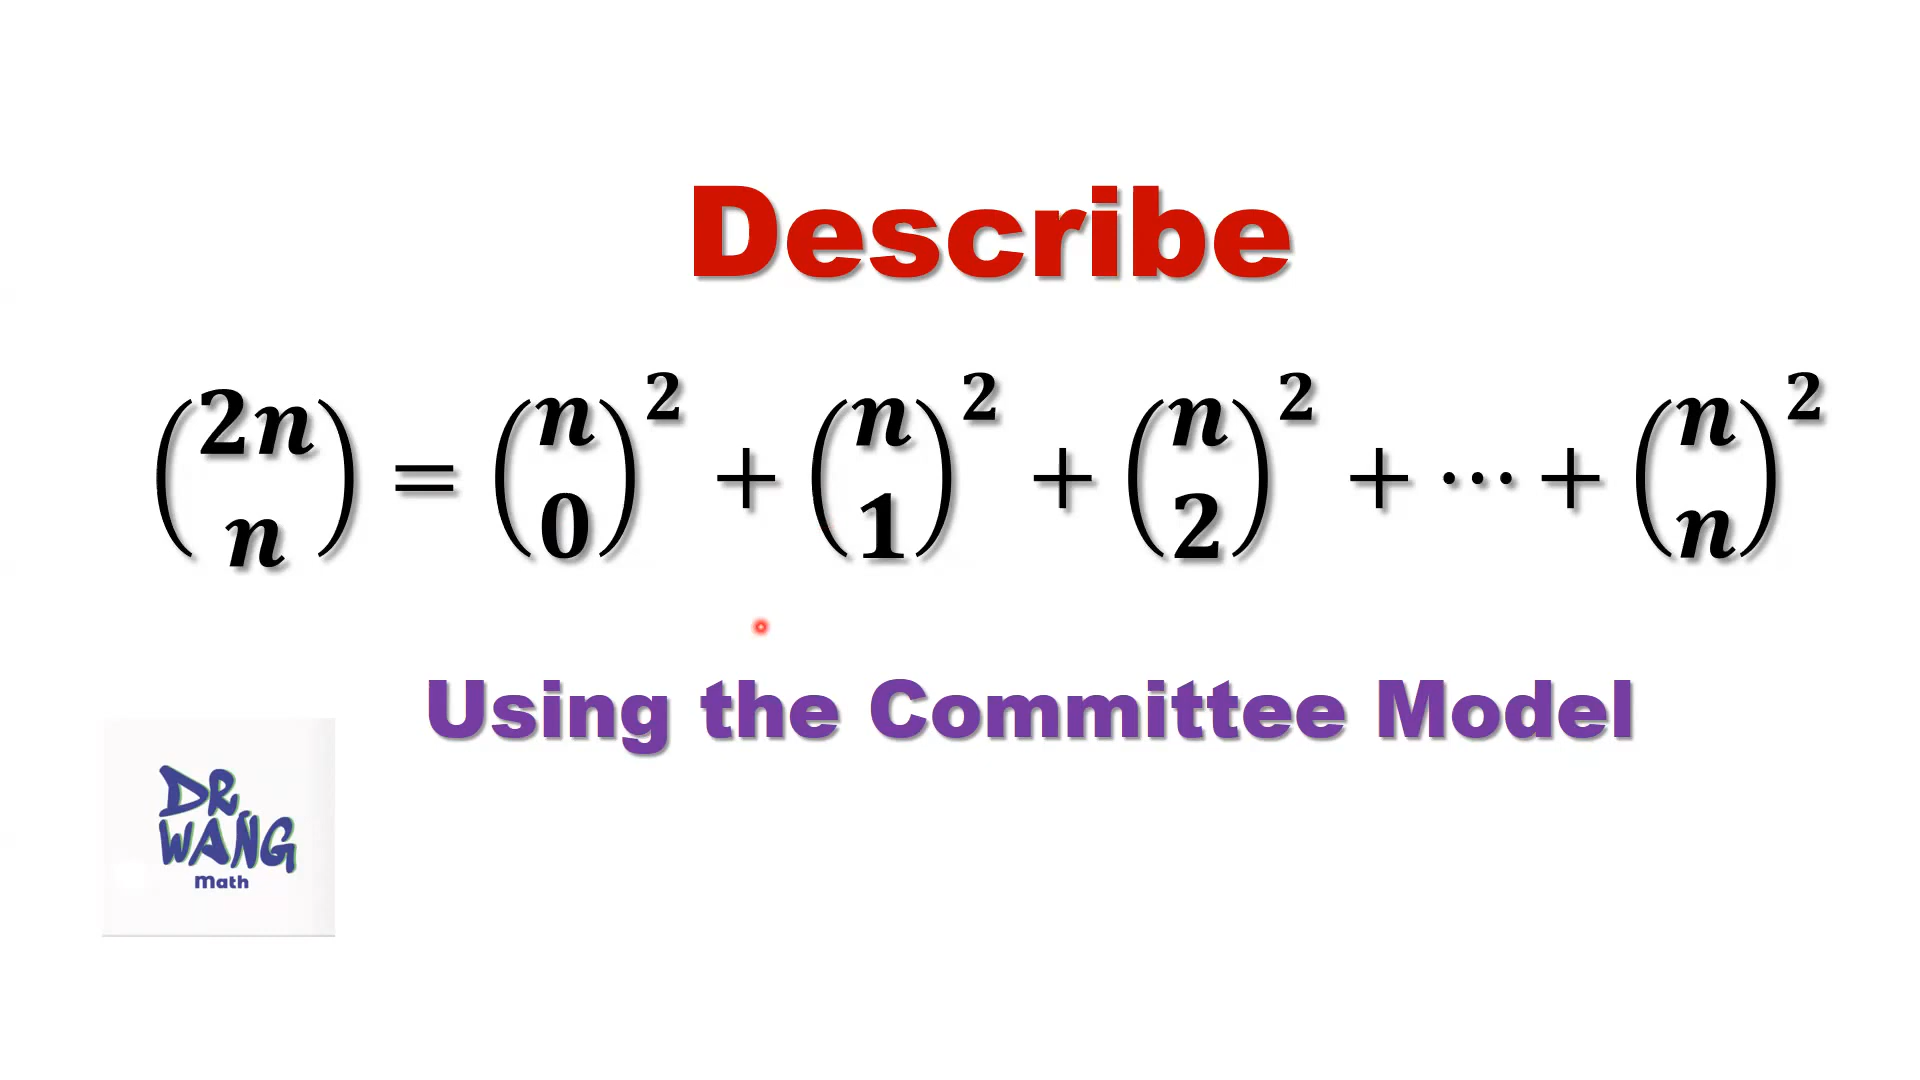 Describe
(2n n) = (n 0)² + (n 1)² + (n 2)² + ⋯ + (n n)²
Using the Committee Model
DR
WANG
Math